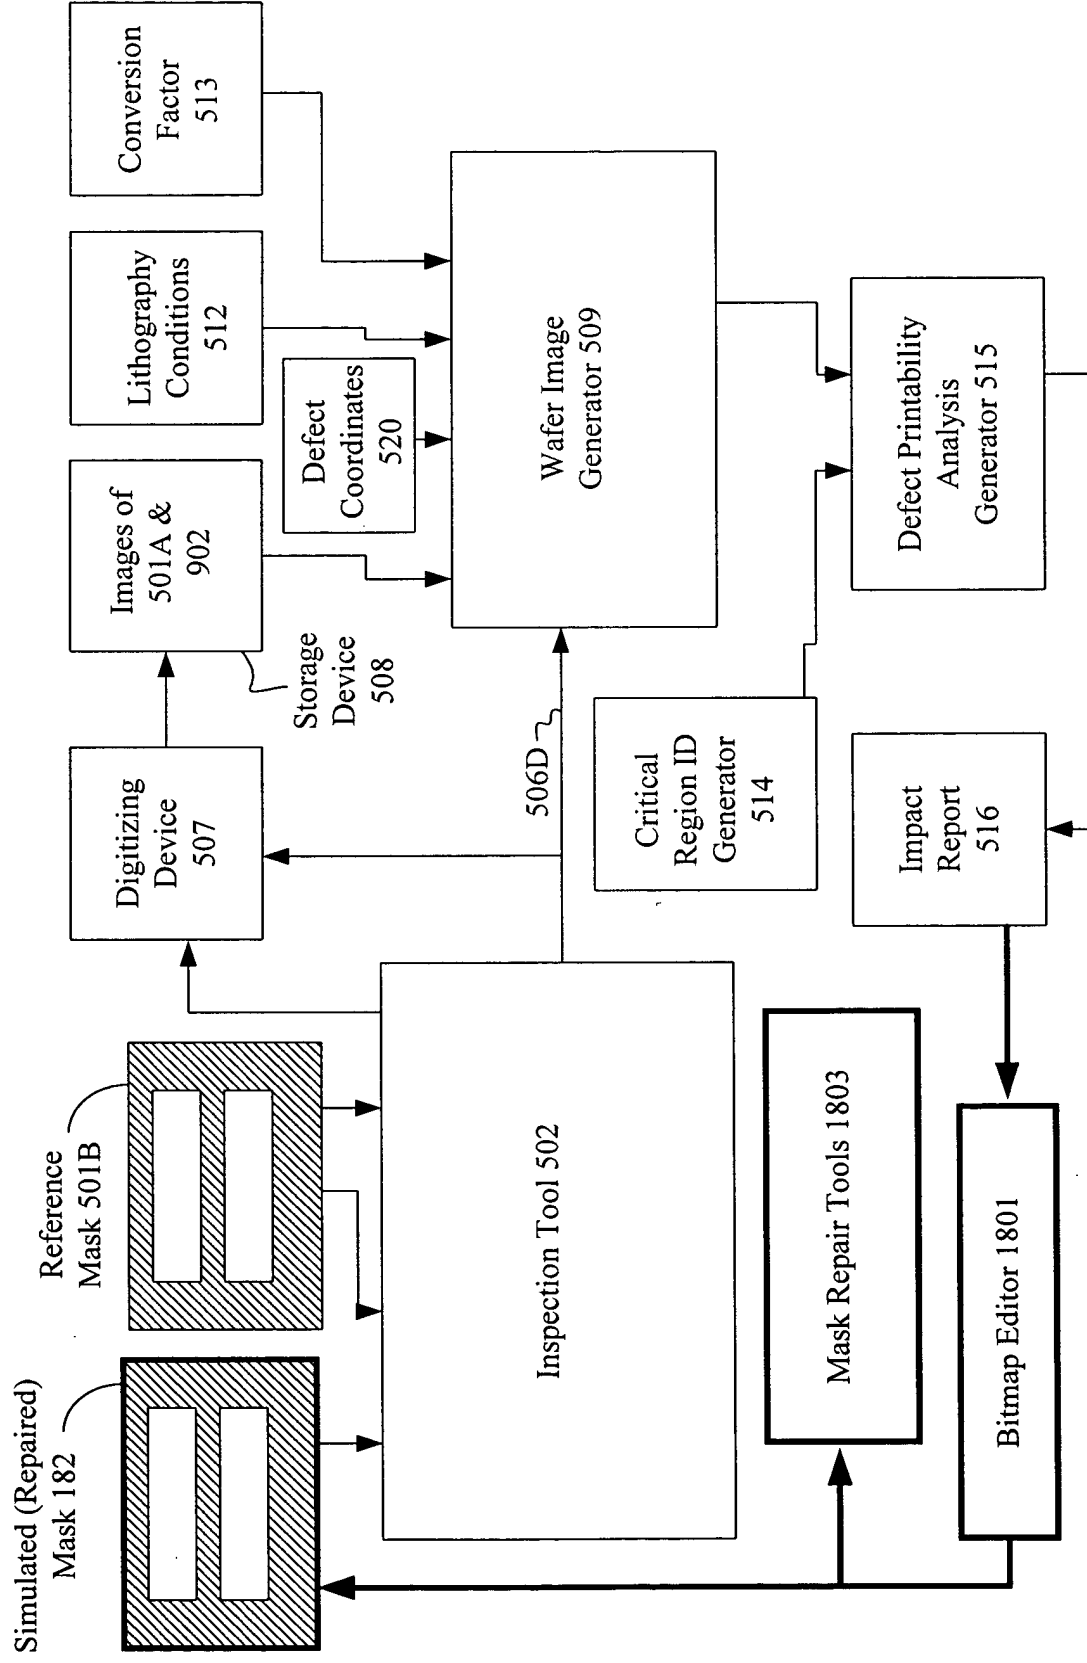 Simulated (Repaired)
Mask 182
Reference
Mask 501B
Digitizing
Device
507
Images of
501A &
902
Storage
Device
508
Lithography
Conditions
512
Conversion
Factor
513
Defect
Coordinates
520
Inspection Tool 502
506D
Wafer Image
Generator 509
Critical
Region ID
Generator
514
Mask Repair Tools 1803
Impact
Report
516
Defect Printability
Analysis
Generator 515
Bitmap Editor 1801